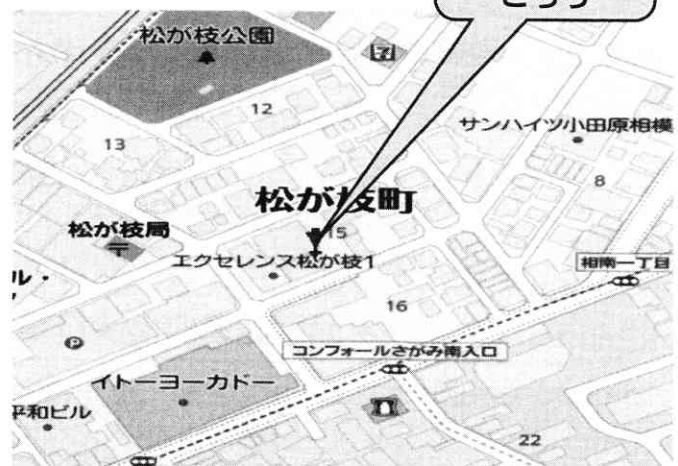 こちら
松が枝公園
7
12
サンハイツ小田原相模
13
8
松が枝町
松が枝局
〒
15
エクセレンス松が枝1
相南一丁目
ル・
16
P
コンフォールさがみ南入口
イトーヨーカドー
平和ビル
22